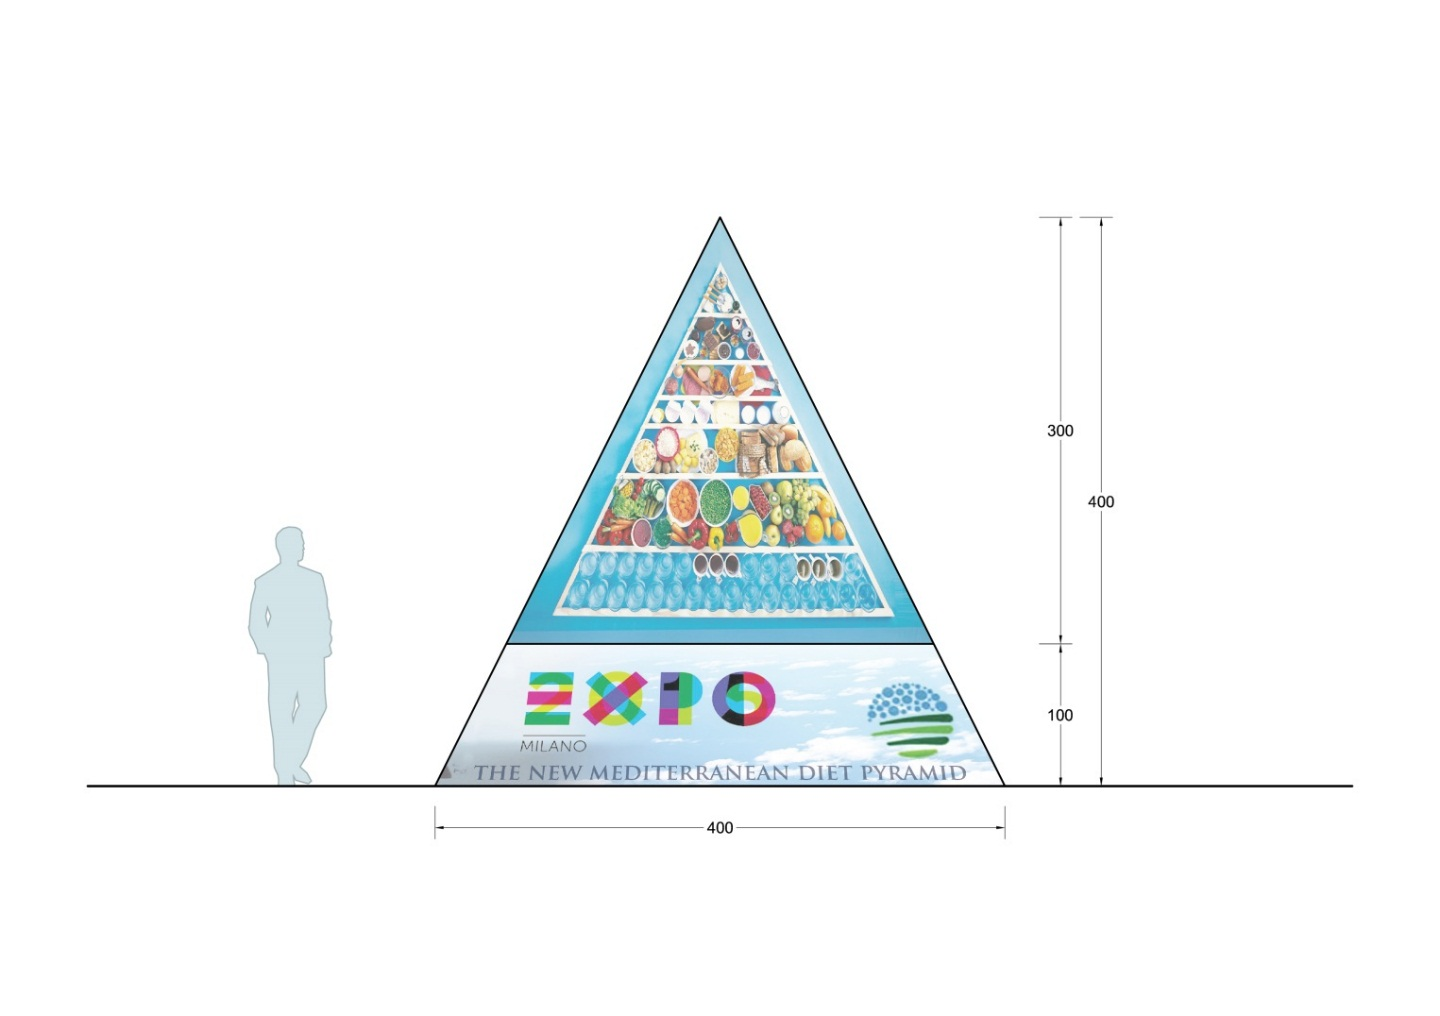 300
400
EXPO
MILANO
THE NEW MEDITERRANEAN DIET PYRAMID
100
400